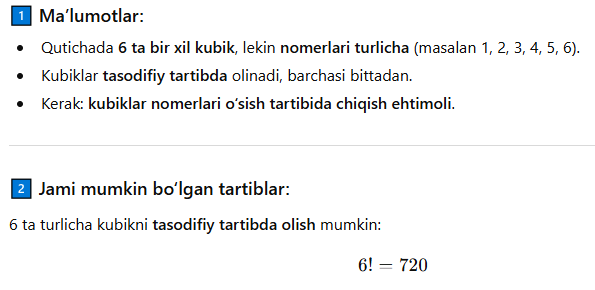 1 Ma’lumotlar:
• Qutichada 6 ta bir xil kubik, lekin nomerlari turlicha (masalan 1, 2, 3, 4, 5, 6).
• Kubiklar tasodifiy tartibda olinadi, barchasi bittadan.
• Kerak: kubiklar nomerlari o‘sish tartibida chiqish ehtimoli.
2 Jami mumkin bo‘lgan tartiblar:
6 ta turlicha kubikni tasodifiy tartibda olish mumkin:
6! = 720